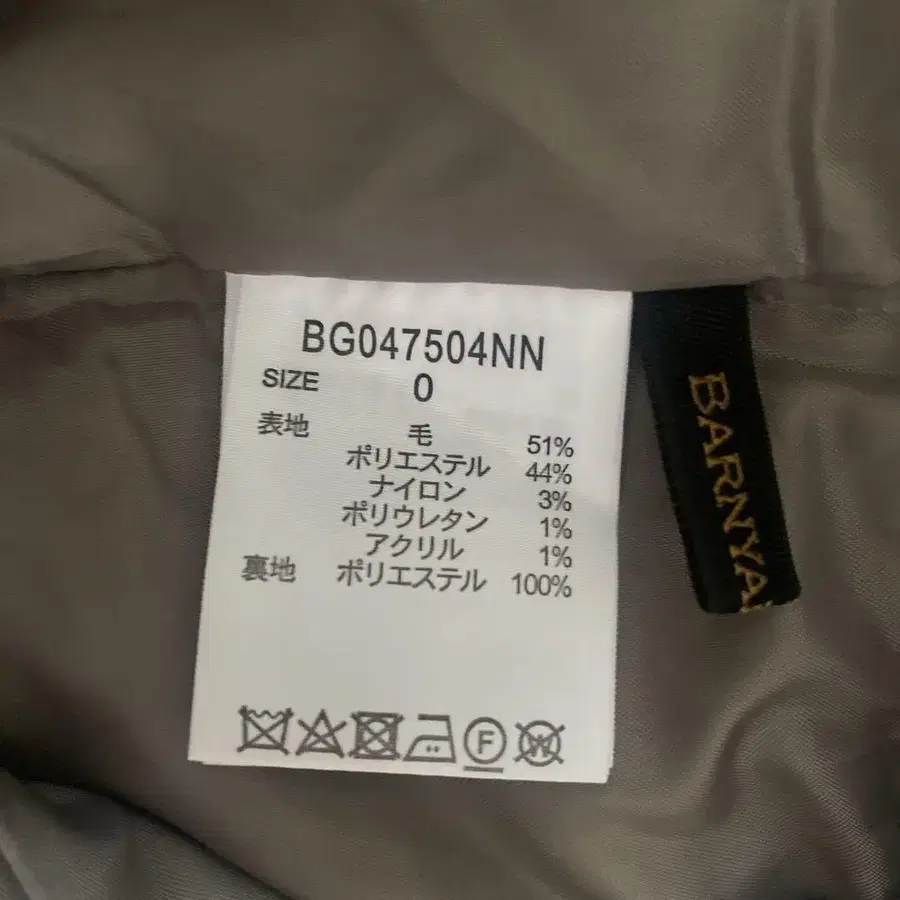 BG047504NN
SIZE 0
表地 毛 51%
ポリエステル 44%
ナイロン 3%
ポリウレタン 1%
アクリル 1%
裏地 ポリエステル 100%
F
W
BARNYA